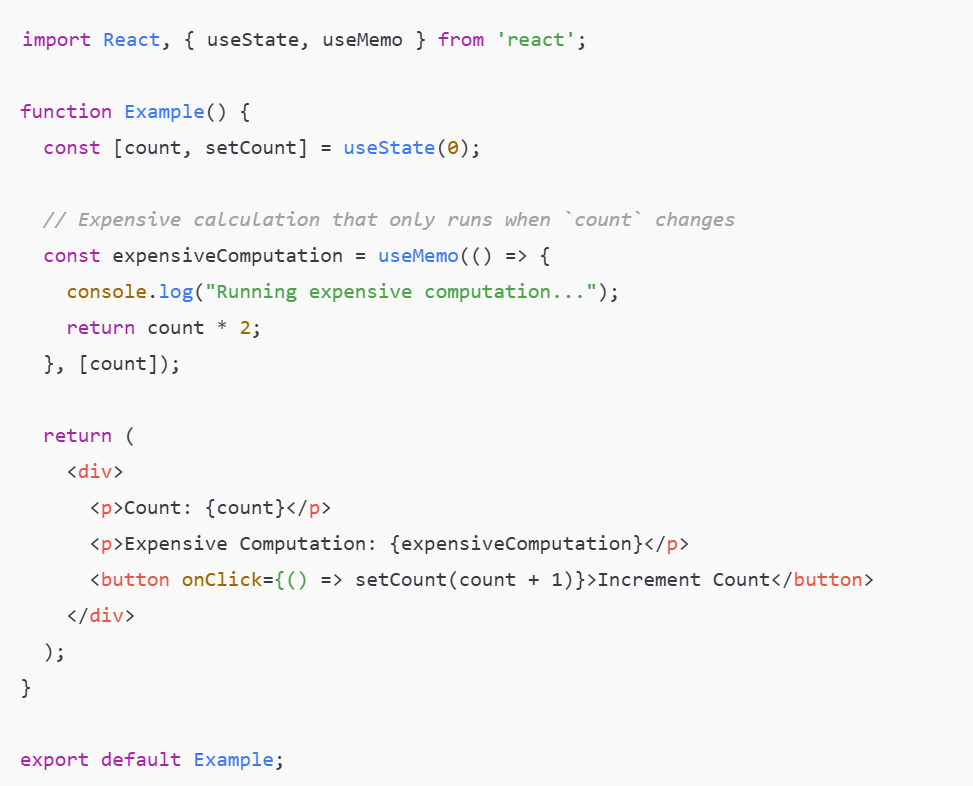 import React, { useState, useMemo } from 'react';

function Example() {
  const [count, setCount] = useState(0);

  // Expensive calculation that only runs when `count` changes
  const expensiveComputation = useMemo(() => {
    console.log("Running expensive computation...");
    return count * 2;
  }, [count]);

  return (
    <div>
      <p>Count: {count}</p>
      <p>Expensive Computation: {expensiveComputation}</p>
      <button onClick={() => setCount(count + 1)}>Increment Count</button>
    </div>
  );
}

export default Example;